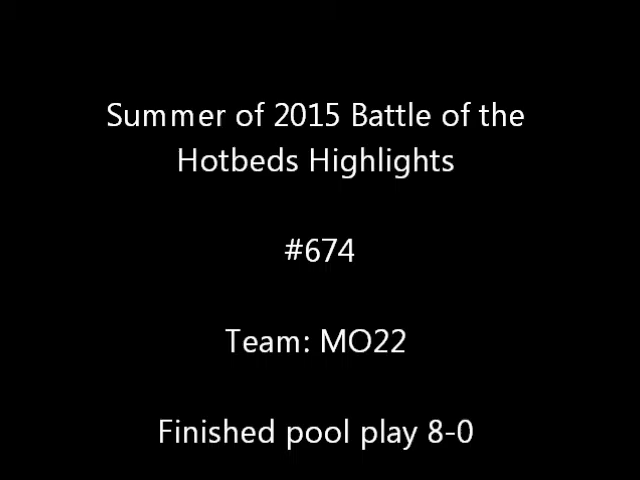 Summer of 2015 Battle of the
Hotbeds Highlights
#674
Team: MO22
Finished pool play 8-0